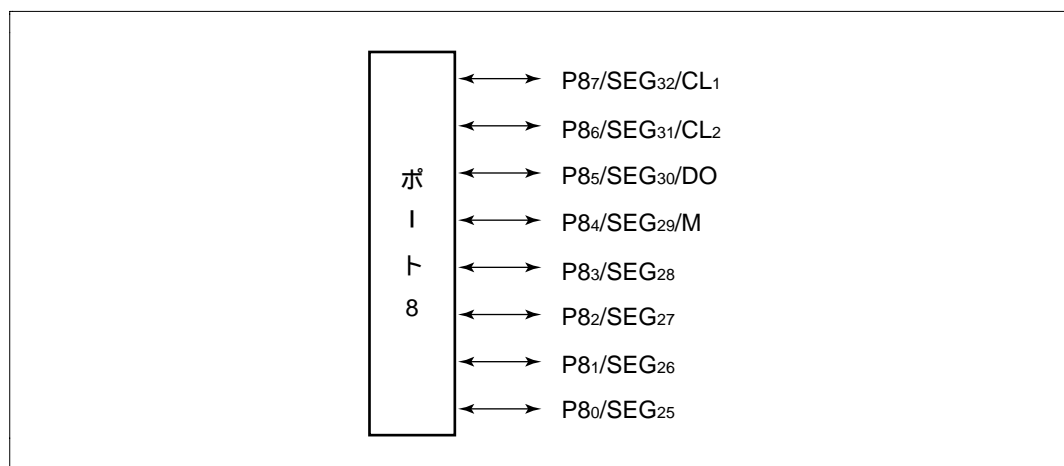 P8₇/SEG₃₂/CL₁
P8₆/SEG₃₁/CL₂
P8₅/SEG₃₀/DO
P8₄/SEG₂₉/M
P8₃/SEG₂₈
P8₂/SEG₂₇
P8₁/SEG₂₆
P8₀/SEG₂₅
ポート8